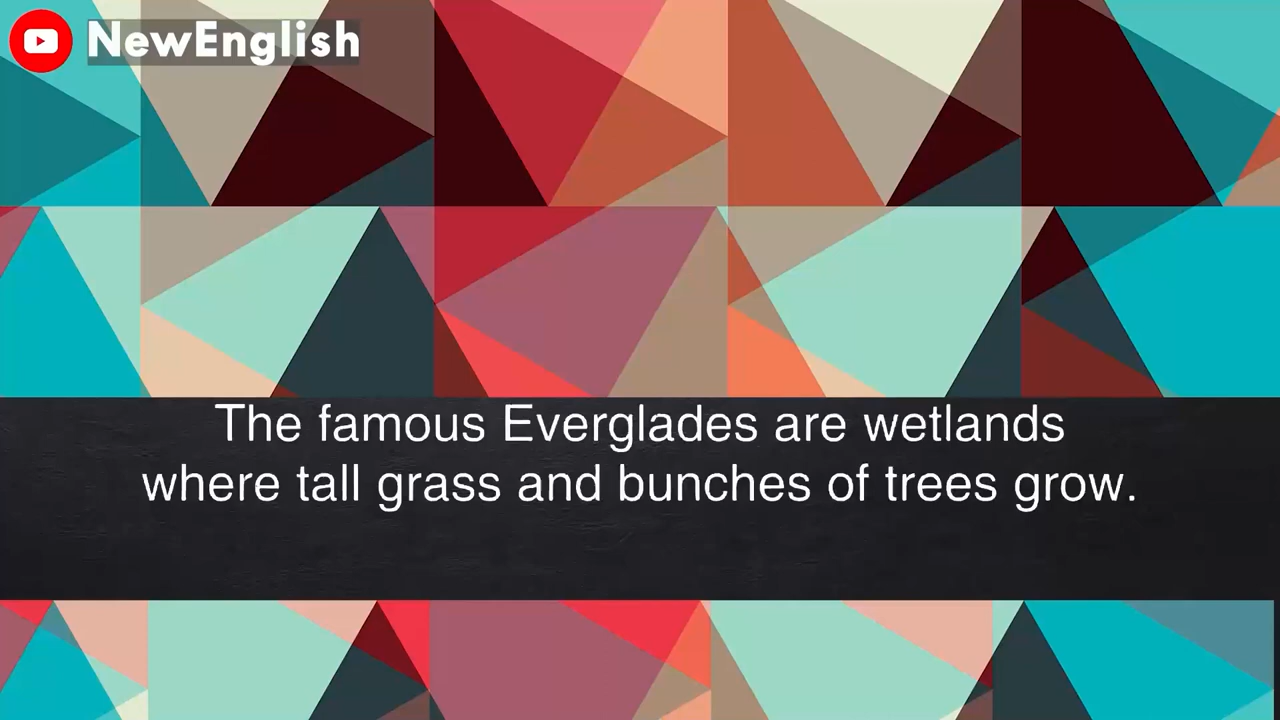 NewEnglish
The famous Everglades are wetlands
where tall grass and bunches of trees grow.